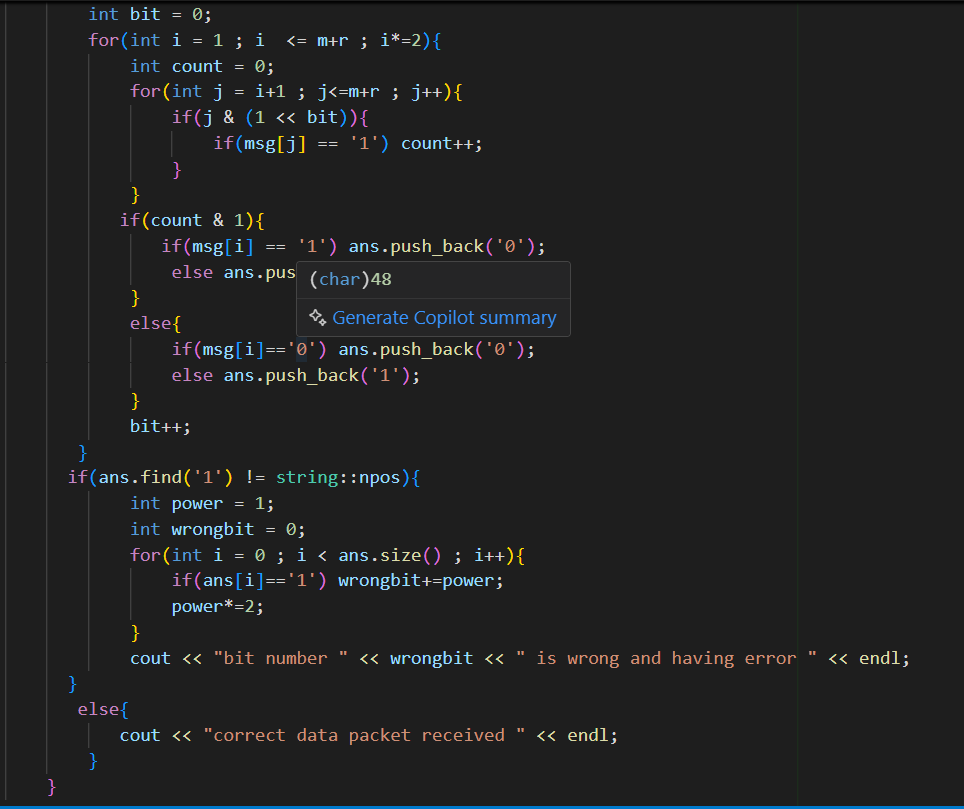 int bit = 0;
for(int i = 1 ; i  <= m+r ; i*=2){
int count = 0;
for(int j = i+1 ; j<=m+r ; j++){
if(j & (1 << bit)){
if(msg[j] == '1') count++;
}
}
if(count & 1){
if(msg[i] == '1') ans.push_back('0');
else ans.pus
(char)48
}
Generate Copilot summary
else{
if(msg[i]=='0') ans.push_back('0');
else ans.push_back('1');
}
bit++;
}
if(ans.find('1') != string::npos){
int power = 1;
int wrongbit = 0;
for(int i = 0 ; i < ans.size() ; i++){
if(ans[i]=='1') wrongbit+=power;
power*=2;
}
cout << "bit number " << wrongbit << " is wrong and having error " << endl;
}
else{
cout << "correct data packet received " << endl;
}
}